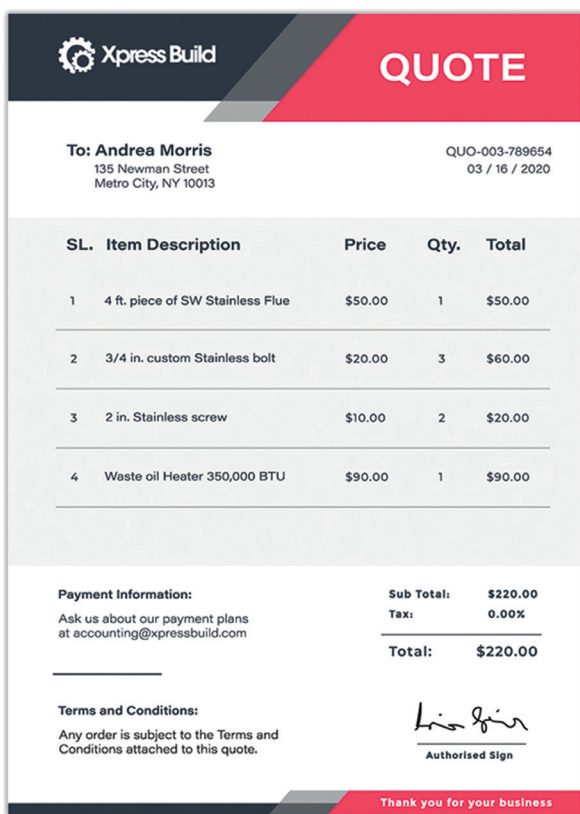 Xpress Build
QUOTE
To: Andrea Morris
135 Newman Street
Metro City, NY 10013
QUO-003-789654
03 / 16 / 2020
SL. Item Description Price Qty. Total
1 4 ft. piece of SW Stainless Flue $50.00 1 $50.00
2 3/4 in. custom Stainless bolt $20.00 3 $60.00
3 2 in. Stainless screw $10.00 2 $20.00
4 Waste oil Heater 350,000 BTU $90.00 1 $90.00
Payment Information:
Ask us about our payment plans
at accounting@xpressbuild.com
Sub Total: $220.00
Tax: 0.00%
Total: $220.00
Terms and Conditions:
Any order is subject to the Terms and
Conditions attached to this quote.
Authorised Sign
Thank you for your business